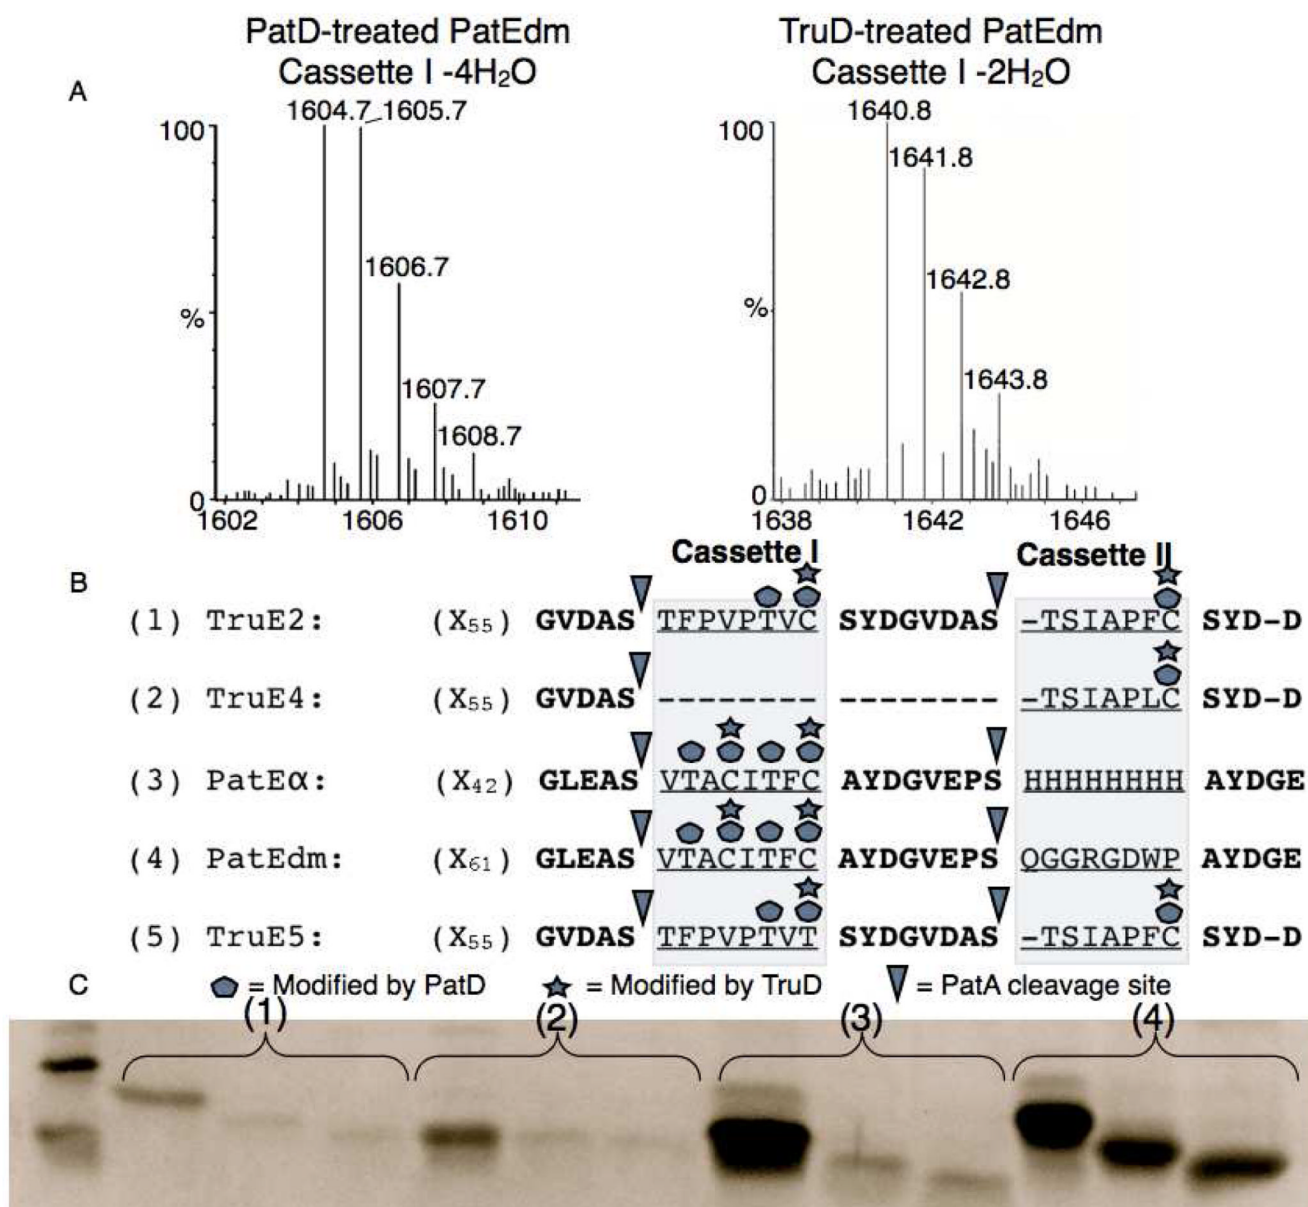 PatD-treated PatEdm
Cassette I -4H₂O
TruD-treated PatEdm
Cassette I -2H₂O
A
1604.7 1605.7
1640.8
100
100
1641.8
1606.7
1642.8
%
%
1607.7
1643.8
1608.7
0
0
1602 1606 1610
1638 1642 1646
Cassette I Cassette II
B
(1) TruE2: (X₅₅) GVDAS TFPVPTVC SYDGVDAS -TSIAPFC SYD-D
(2) TruE4: (X₅₅) GVDAS -------- -------- -TSIAPLC SYD-D
(3) PatEα: (X₄₂) GLEAS VTACITFC AYDGVEPS HHHHHHHH AYDGE
(4) PatEdm: (X₆₁) GLEAS VTACITFC AYDGVEPS QGGRGDWP AYDGE
(5) TruE5: (X₅₅) GVDAS TFPVPTVT SYDGVDAS -TSIAPFC SYD-D
C
= Modified by PatD = Modified by TruD = PatA cleavage site
(1) (2) (3) (4)